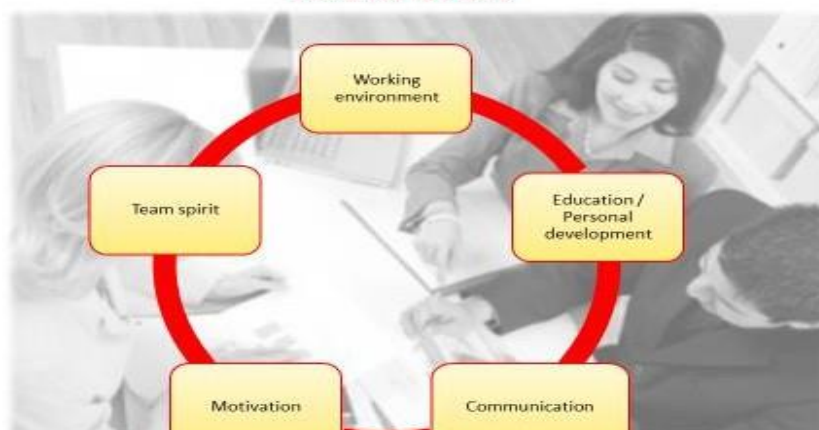 Working
environment
Team spirit
Education /
Personal
development
Motivation
Communication